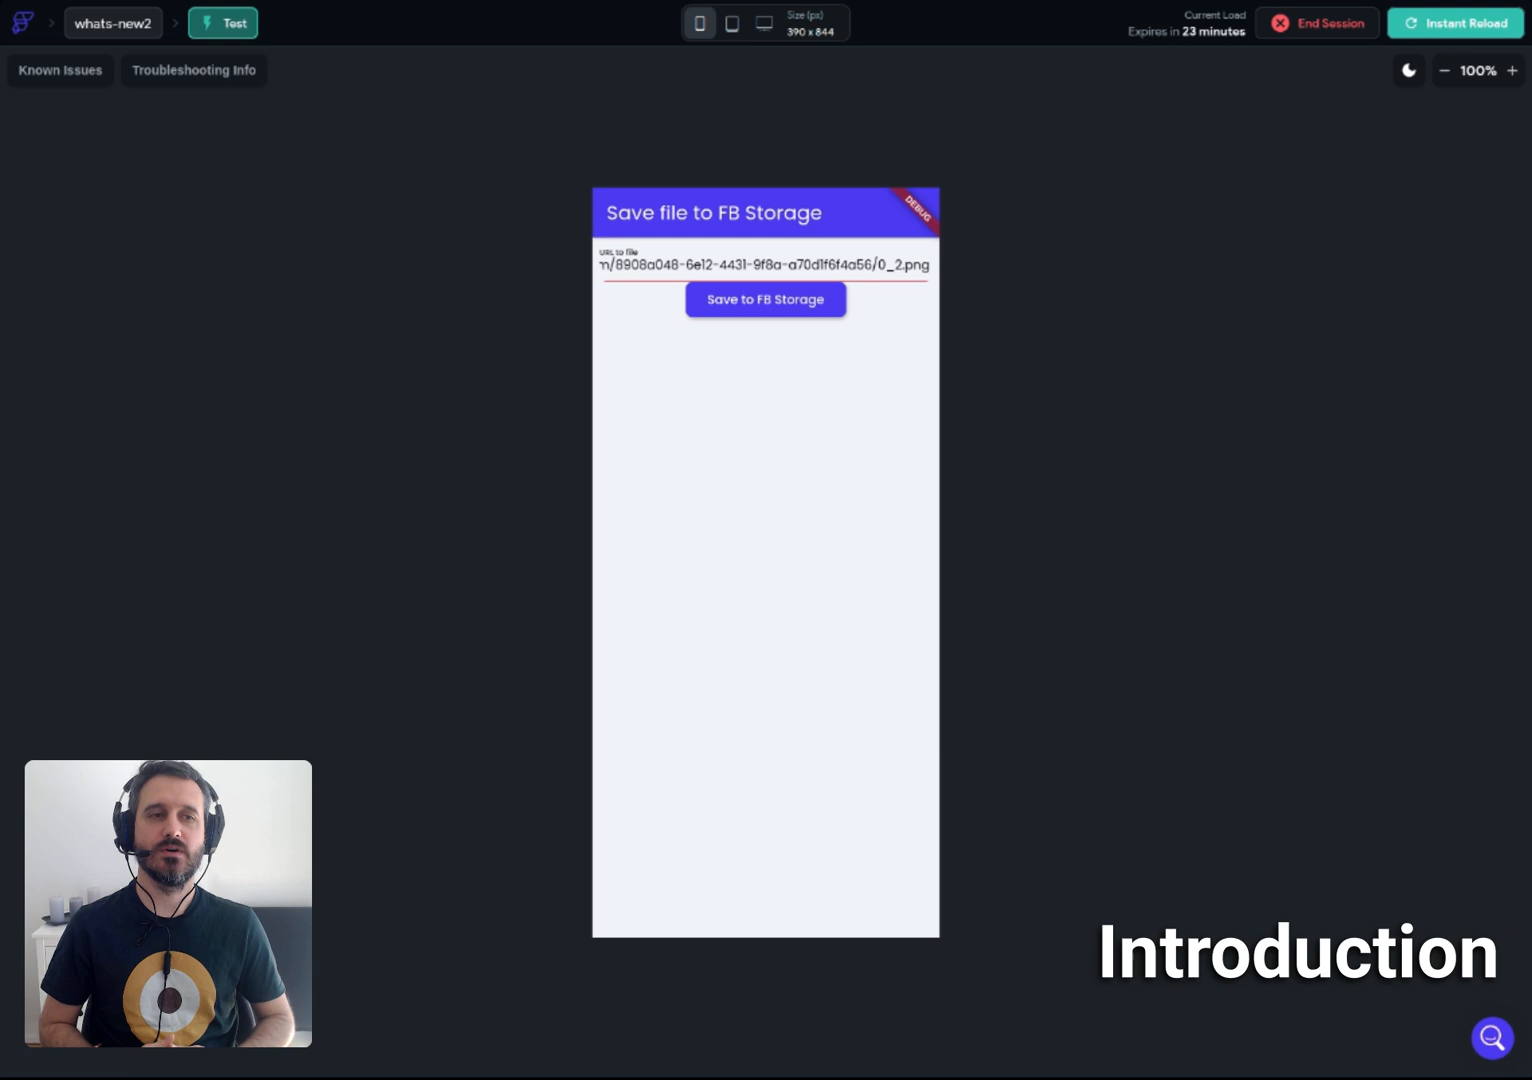 whats-new2
Test
Size (px)
390 x 844
Current Load
Expires in 23 minutes
End Session
Instant Reload
Known Issues
Troubleshooting Info
100%
Save file to FB Storage
DEBUG
URL to file
n/8908a048-6e12-4431-9f8a-a70d1f6f4a56/0_2.png
Save to FB Storage
Introduction